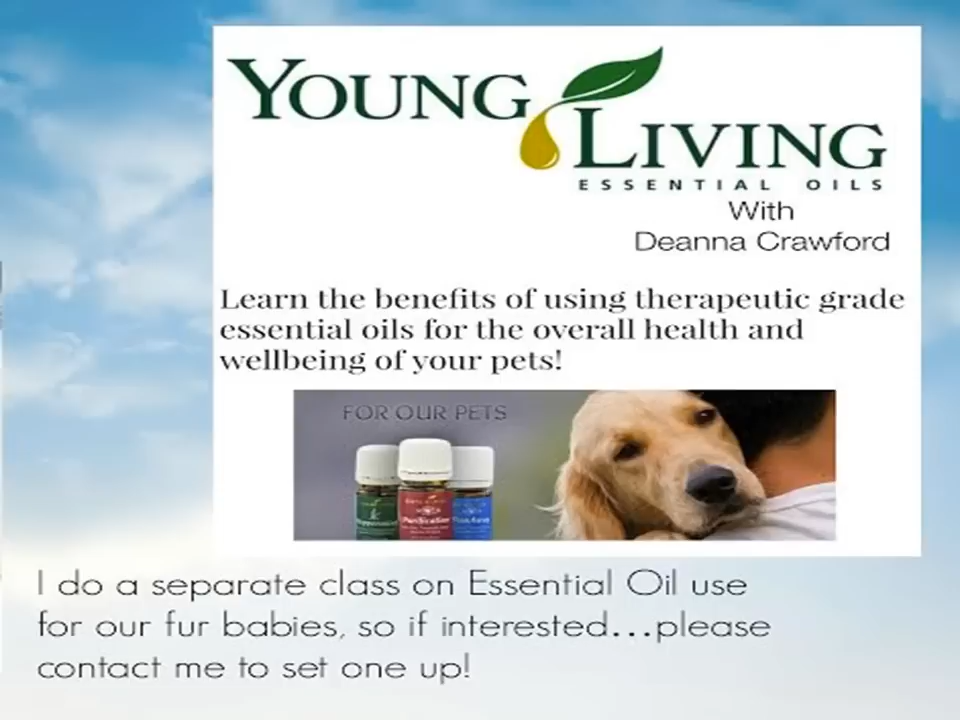 YOUNG
LIVING
ESSENTIAL OILS
With
Deanna Crawford
Learn the benefits of using therapeutic grade
essential oils for the overall health and
wellbeing of your pets!
FOR OUR PETS
Peppermint
Purification
I do a separate class on Essential Oil use
for our fur babies, so if interested...please
contact me to set one up!